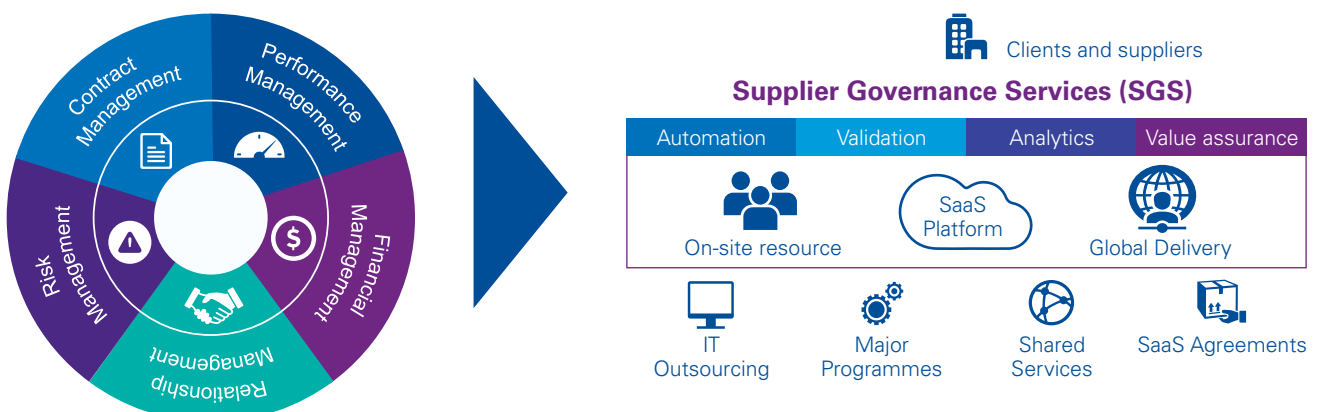 Contract
Management
Performance
Management
Financial
Management
Relationship
Management
Risk
Management
$
Clients and suppliers
Supplier Governance Services (SGS)
Automation
Validation
Analytics
Value assurance
On-site resource
SaaS
Platform
Global Delivery
IT
Outsourcing
Major
Programmes
Shared
Services
SaaS Agreements